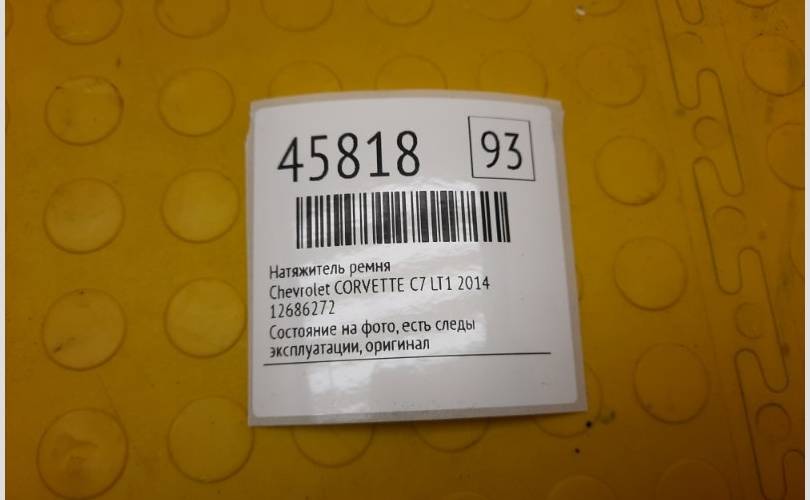 45818 93
Натяжитель ремня
Chevrolet CORVETTE C7 LT1 2014
12686272
Состояние на фото, есть следы
эксплуатации, оригинал